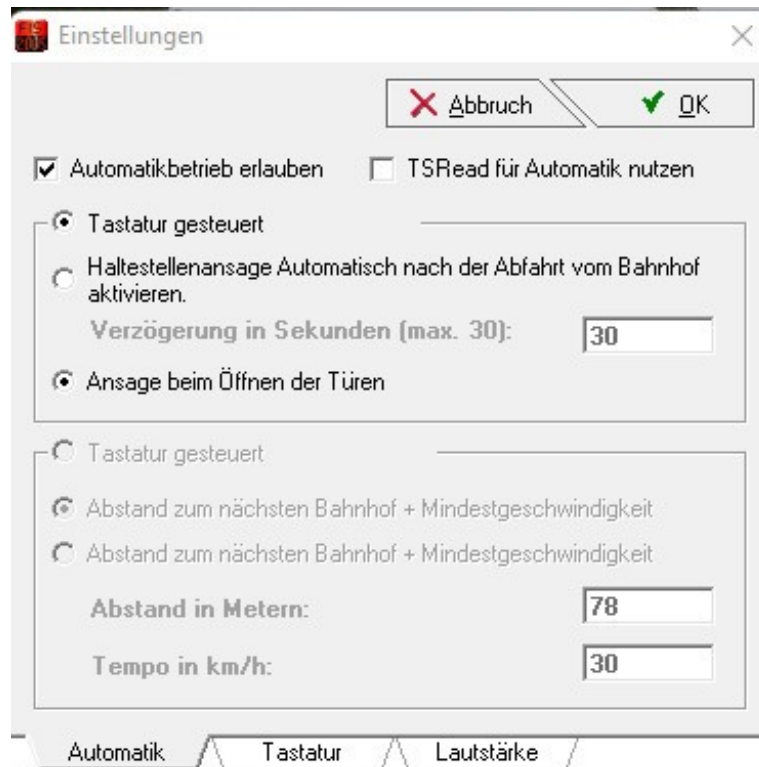 Einstellungen
Abbruch
OK
Automatikbetrieb erlauben
TSRead für Automatik nutzen
Tastatur gesteuert
Haltestellenansage Automatisch nach der Abfahrt vom Bahnhof
aktivieren.
Verzögerung in Sekunden (max. 30):
30
Ansage beim Öffnen der Türen
Tastatur gesteuert
Abstand zum nächsten Bahnhof + Mindestgeschwindigkeit
Abstand zum nächsten Bahnhof + Mindestgeschwindigkeit
Abstand in Metern:
78
Tempo in km/h:
30
Automatik
Tastatur
Lautstärke